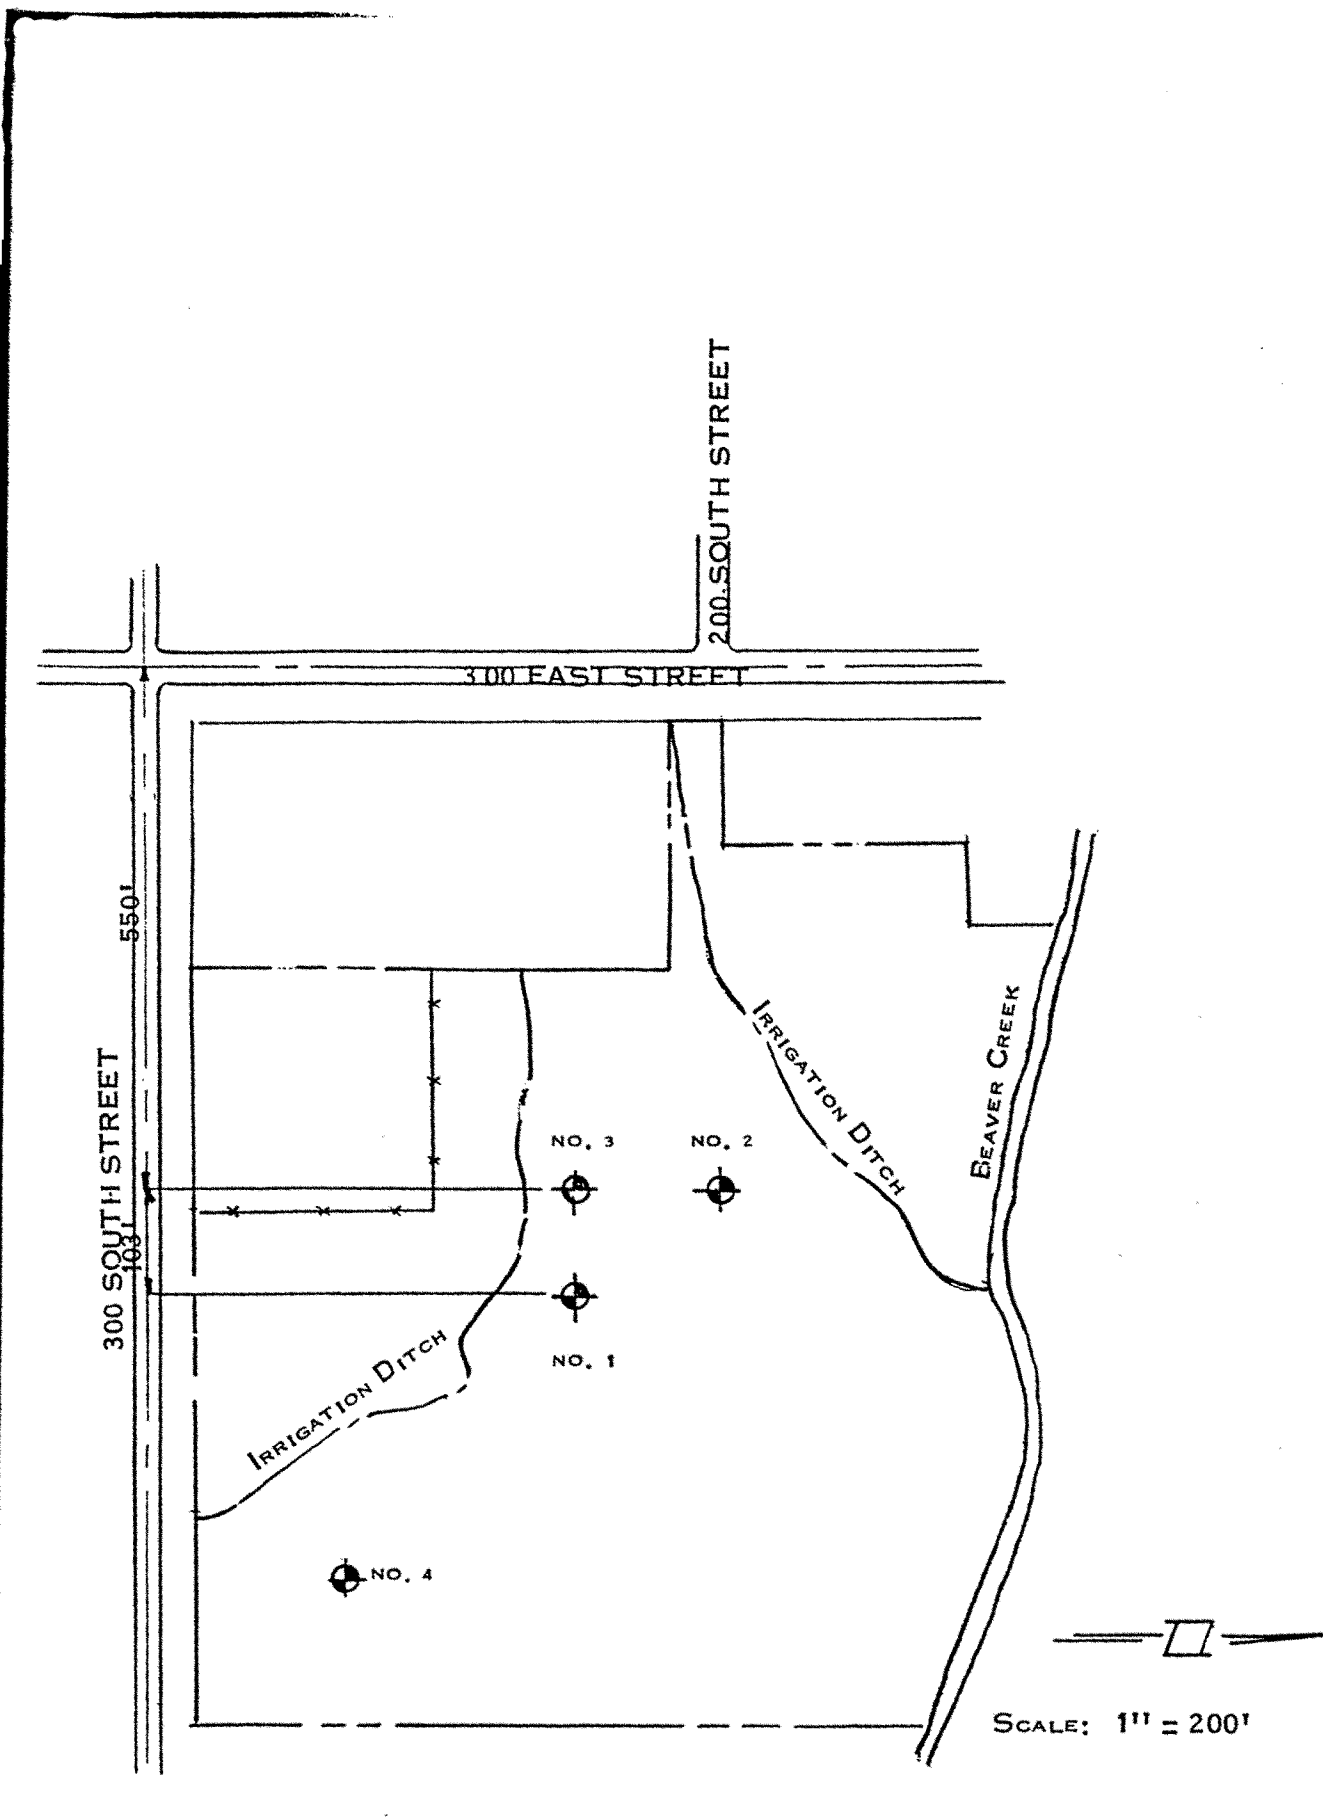 200 SOUTH STREET
300 EAST STREET
550'
300 SOUTH STREET
103'
IRRIGATION DITCH
BEAVER CREEK
NO. 3
NO. 2
NO. 1
IRRIGATION DITCH
NO. 4
N
SCALE: 1" = 200'